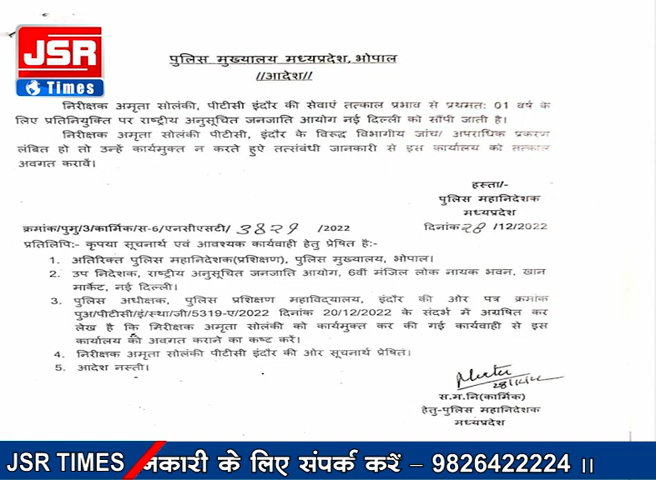 JSR
Times
पुलिस मुख्यालय मध्यप्रदेश, भोपाल
//आदेश//
निरीक्षक अमृता सोलंकी, पीटीसी इंदौर की सेवाएं तत्काल प्रभाव से प्रथमत: 01 वर्ष के
लिए प्रतिनियुक्ति पर राष्ट्रीय अनुसूचित जनजाति आयोग नई दिल्ली को सौंपी जाती है।
निरीक्षक अमृता सोलंकी, पीटीसी, इंदौर के विरुद्ध विभागीय जांच/ अपराधिक प्रकरण
लंबित हो तो उन्हें कार्यमुक्त न करते हुऐ तत्संबंधी जानकारी से इस कार्यालय को तत्काल
अवगत करावें।
हस्ता/-
पुलिस महानिदेशक
मध्यप्रदेश
क्रमांक/पुमु/3/कार्मिक/स-6/एनसीएसटी/ 3829 /2022 दिनांक 28 /12/2022
प्रतिलिपि:- कृपया सूचनार्थ एवं आवश्यक कार्यवाही हेतु प्रेषित है:-
1. अतिरिक्त पुलिस महानिदेशक(प्रशिक्षण), पुलिस मुख्यालय, भोपाल।
2. उप निदेशक, राष्ट्रीय अनुसूचित जनजाति आयोग, 6वी मंजिल लोक नायक भवन, खान
मार्केट, नई दिल्ली।
3. पुलिस अधीक्षक, पुलिस प्रशिक्षण महाविद्यालय, इंदौर की ओर पत्र क्रमांक
पुअ/पीटीसी/इं/स्था/जी/5319-ए/2022 दिनांक 20/12/2022 के संदर्भ में अग्रषित कर
लेख है कि निरीक्षक अमृता सोलंकी को कार्यमुक्त कर की गई कार्यवाही से इस
कार्यालय को अवगत कराने का कष्ट करें।
4. निरीक्षक अमृता सोलंकी पीटीसी इंदौर की ओर सूचनार्थ प्रेषित।
5. आदेश नस्ती।
28/12/22
स.म.नि(कार्मिक)
हेतु-पुलिस महानिदेशक
मध्यप्रदेश
JSR TIMES जकारी के लिए संपर्क करें – 9826422224 ।।